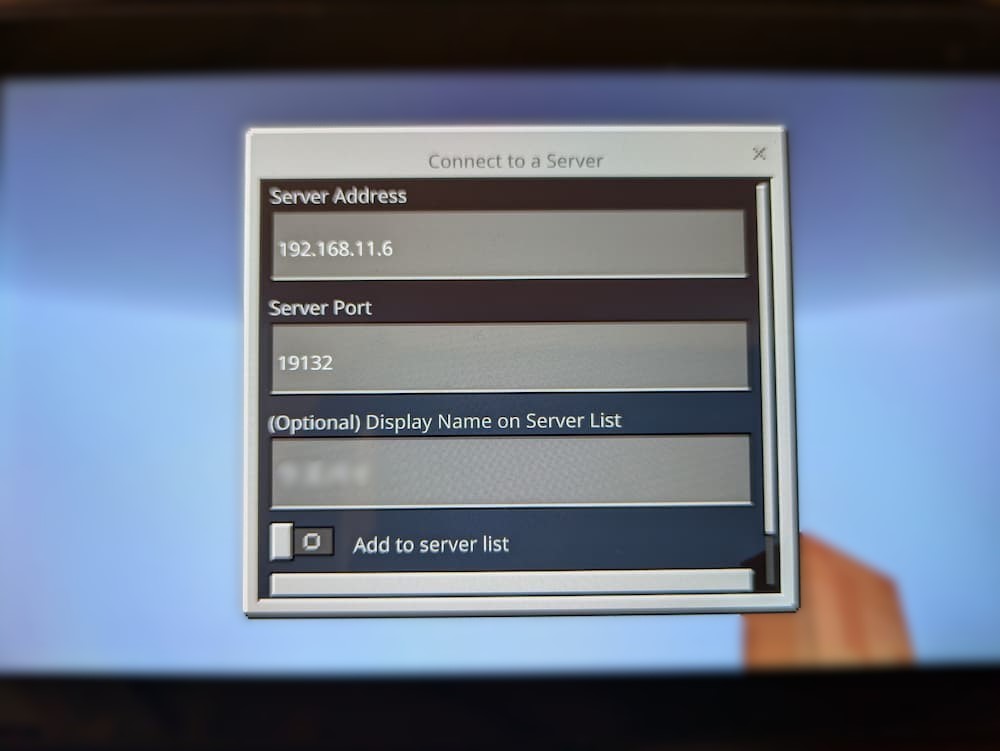 Connect to a Server
Server Address
192.168.11.6
Server Port
19132
(Optional) Display Name on Server List
Add to server list